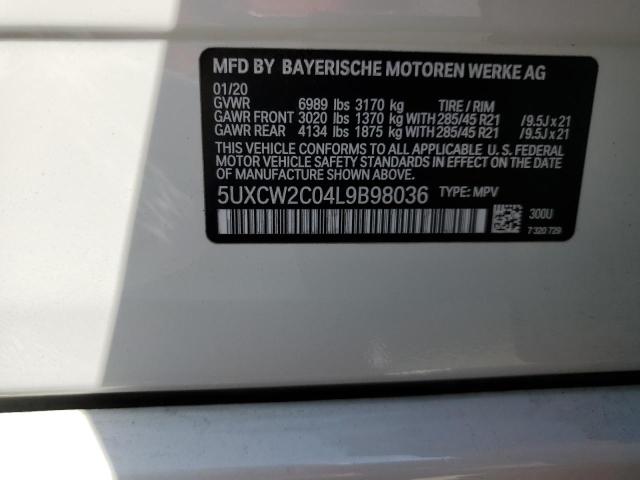 MFD BY BAYERISCHE MOTOREN WERKE AG
01/20
GVWR 6989 lbs 3170 kg TIRE / RIM
GAWR FRONT 3020 lbs 1370 kg WITH 285/45 R21 /9.5J x 21
GAWR REAR 4134 lbs 1875 kg WITH 285/45 R21 /9.5J x 21
THIS VEHICLE CONFORMS TO ALL APPLICABLE U.S. FEDERAL
MOTOR VEHICLE SAFETY STANDARDS IN EFFECT ON THE DATE
OF MANUFACTURE SHOWN ABOVE.
5UXCW2C04L9B98036 TYPE: MPV
300U
7 320 729